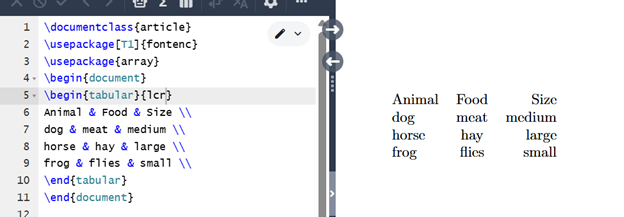 1 \documentclass{article}
2 \usepackage[T1]{fontenc}
3 \usepackage{array}
4 \begin{document}
5 \begin{tabular}{lcr}
6 Animal & Food & Size \\
7 dog & meat & medium \\
8 horse & hay & large \\
9 frog & flies & small \\
10 \end{tabular}
11 \end{document}
12
Animal Food Size
dog meat medium
horse hay large
frog flies small